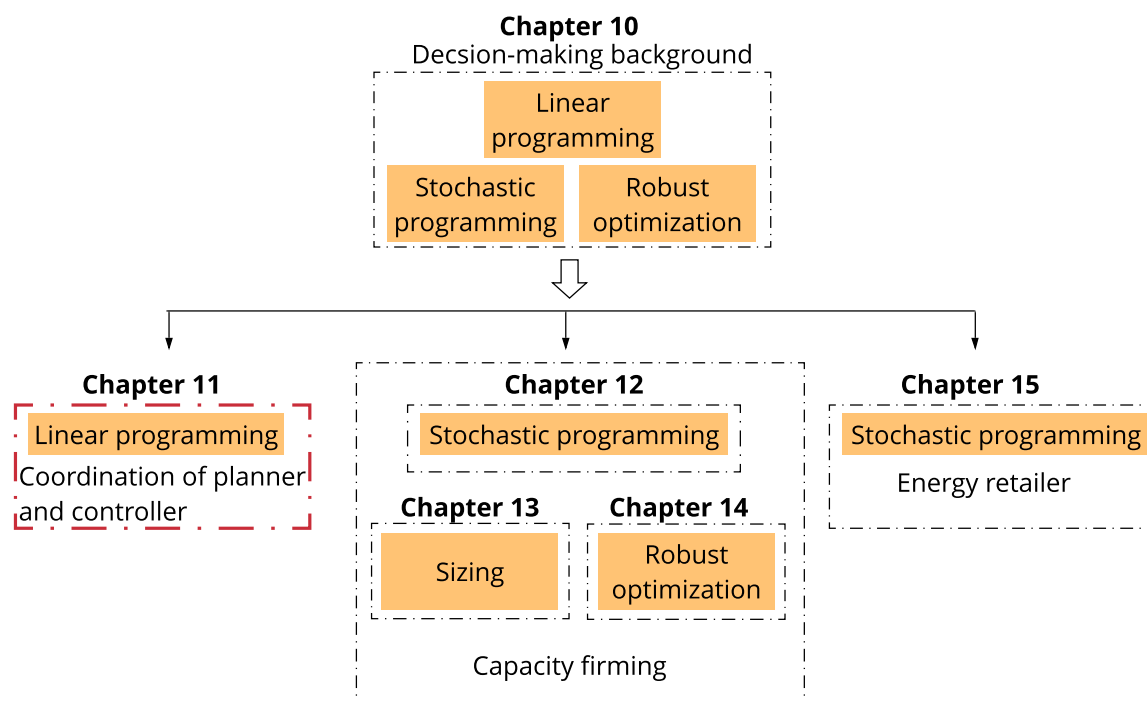 Chapter 10
Decsion-making background
Linear
programming
Stochastic
programming
Robust
optimization
Chapter 11
Linear programming
Coordination of planner
and controller
Chapter 12
Stochastic programming
Chapter 13
Sizing
Chapter 14
Robust
optimization
Capacity firming
Chapter 15
Stochastic programming
Energy retailer